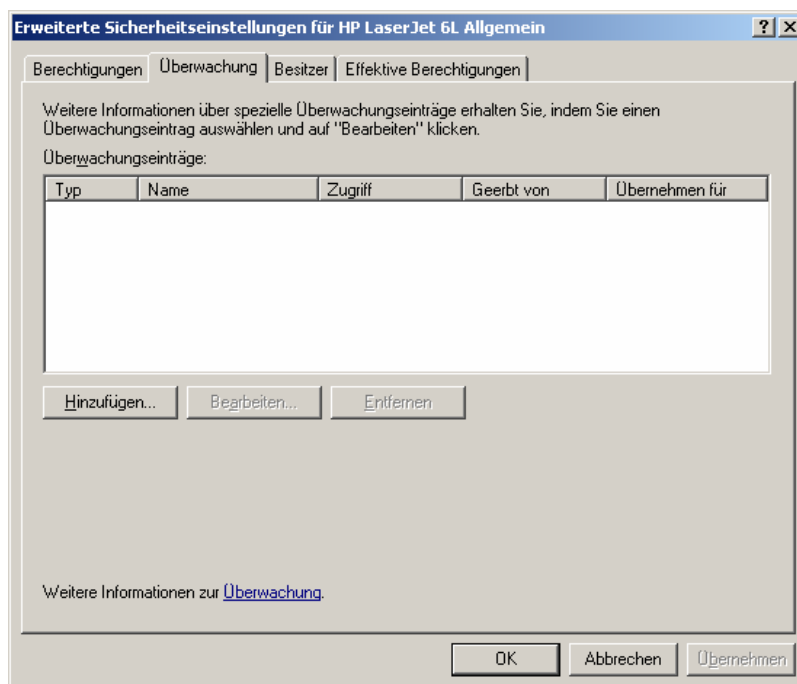 Erweiterte Sicherheitseinstellungen für HP LaserJet 6L Allgemein
Berechtigungen Überwachung Besitzer Effektive Berechtigungen
Weitere Informationen über spezielle Überwachungseinträge erhalten Sie, indem Sie einen
Überwachungseintrag auswählen und auf "Bearbeiten" klicken.
Überwachungseinträge:
Typ Name Zugriff Geerbt von Übernehmen für
Hinzufügen... Bearbeiten... Entfernen
Weitere Informationen zur Überwachung.
OK Abbrechen Übernehmen